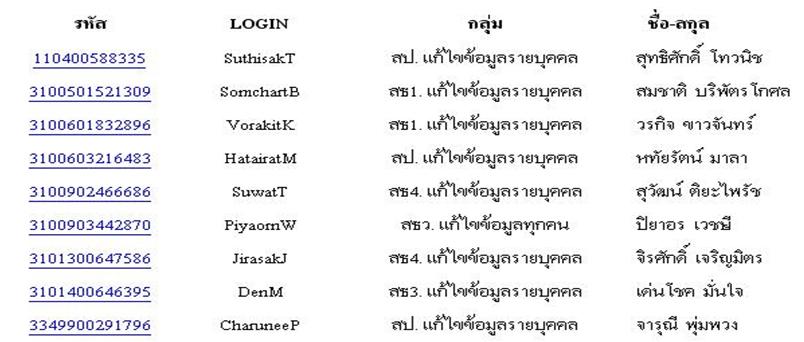 รหัส LOGIN กลุ่ม ชื่อ-สกุล
110400588335 SuthisakT สป. แก้ไขข้อมูลรายบุคคล สุทธิศักดิ์ โทวนิช
3100501521309 SomchartB สธ1. แก้ไขข้อมูลรายบุคคล สมชาติ บริพัตรโกศล
3100601832896 VorakitK สธ1. แก้ไขข้อมูลรายบุคคล วรกิจ ขาวจันทร์
3100603216483 HatairatM สป. แก้ไขข้อมูลรายบุคคล หทัยรัตน์ มาลา
3100902466686 SuwatT สธ4. แก้ไขข้อมูลรายบุคคล สุวัฒน์ ติยะไพรัช
3100903442870 PiyaornW สธว. แก้ไขข้อมูลทุกคน ปิยาอร เวชษี
3101300647586 JirasakJ สธ4. แก้ไขข้อมูลรายบุคคล จิรศักดิ์ เจริญมิตร
3101400646395 DenM สธ3. แก้ไขข้อมูลรายบุคคล เด่นโชค มั่นใจ
3349900291796 CharuneeP สป. แก้ไขข้อมูลรายบุคคล จารุณี พุ่มพวง